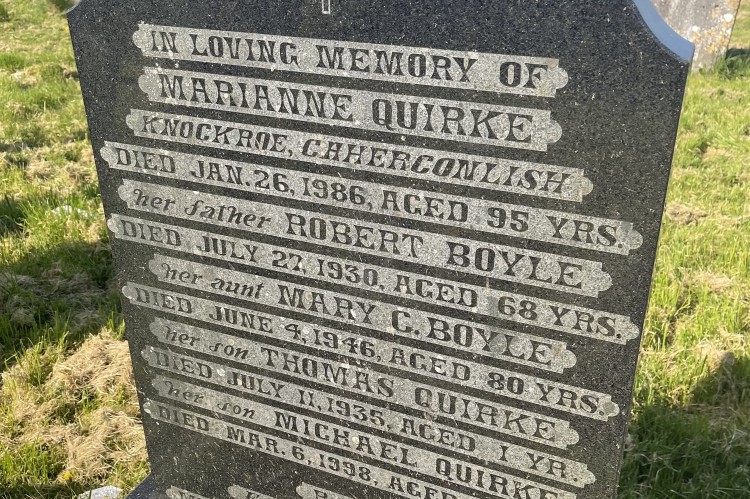 IN LOVING MEMORY OF
MARIANNE QUIRKE
KNOCKROE, CAHERCONLISH
DIED JAN. 26, 1986, AGED 95 YRS.
her father ROBERT BOYLE
DIED JULY 27, 1930, AGED 68 YRS.
her aunt MARY C. BOYLE
DIED JUNE 4, 1946, AGED 80 YRS.
her son THOMAS QUIRKE
DIED JULY 11, 1935, AGED 1 YR.
her son MICHAEL QUIRKE
DIED MAR. 6, 1998, AGED